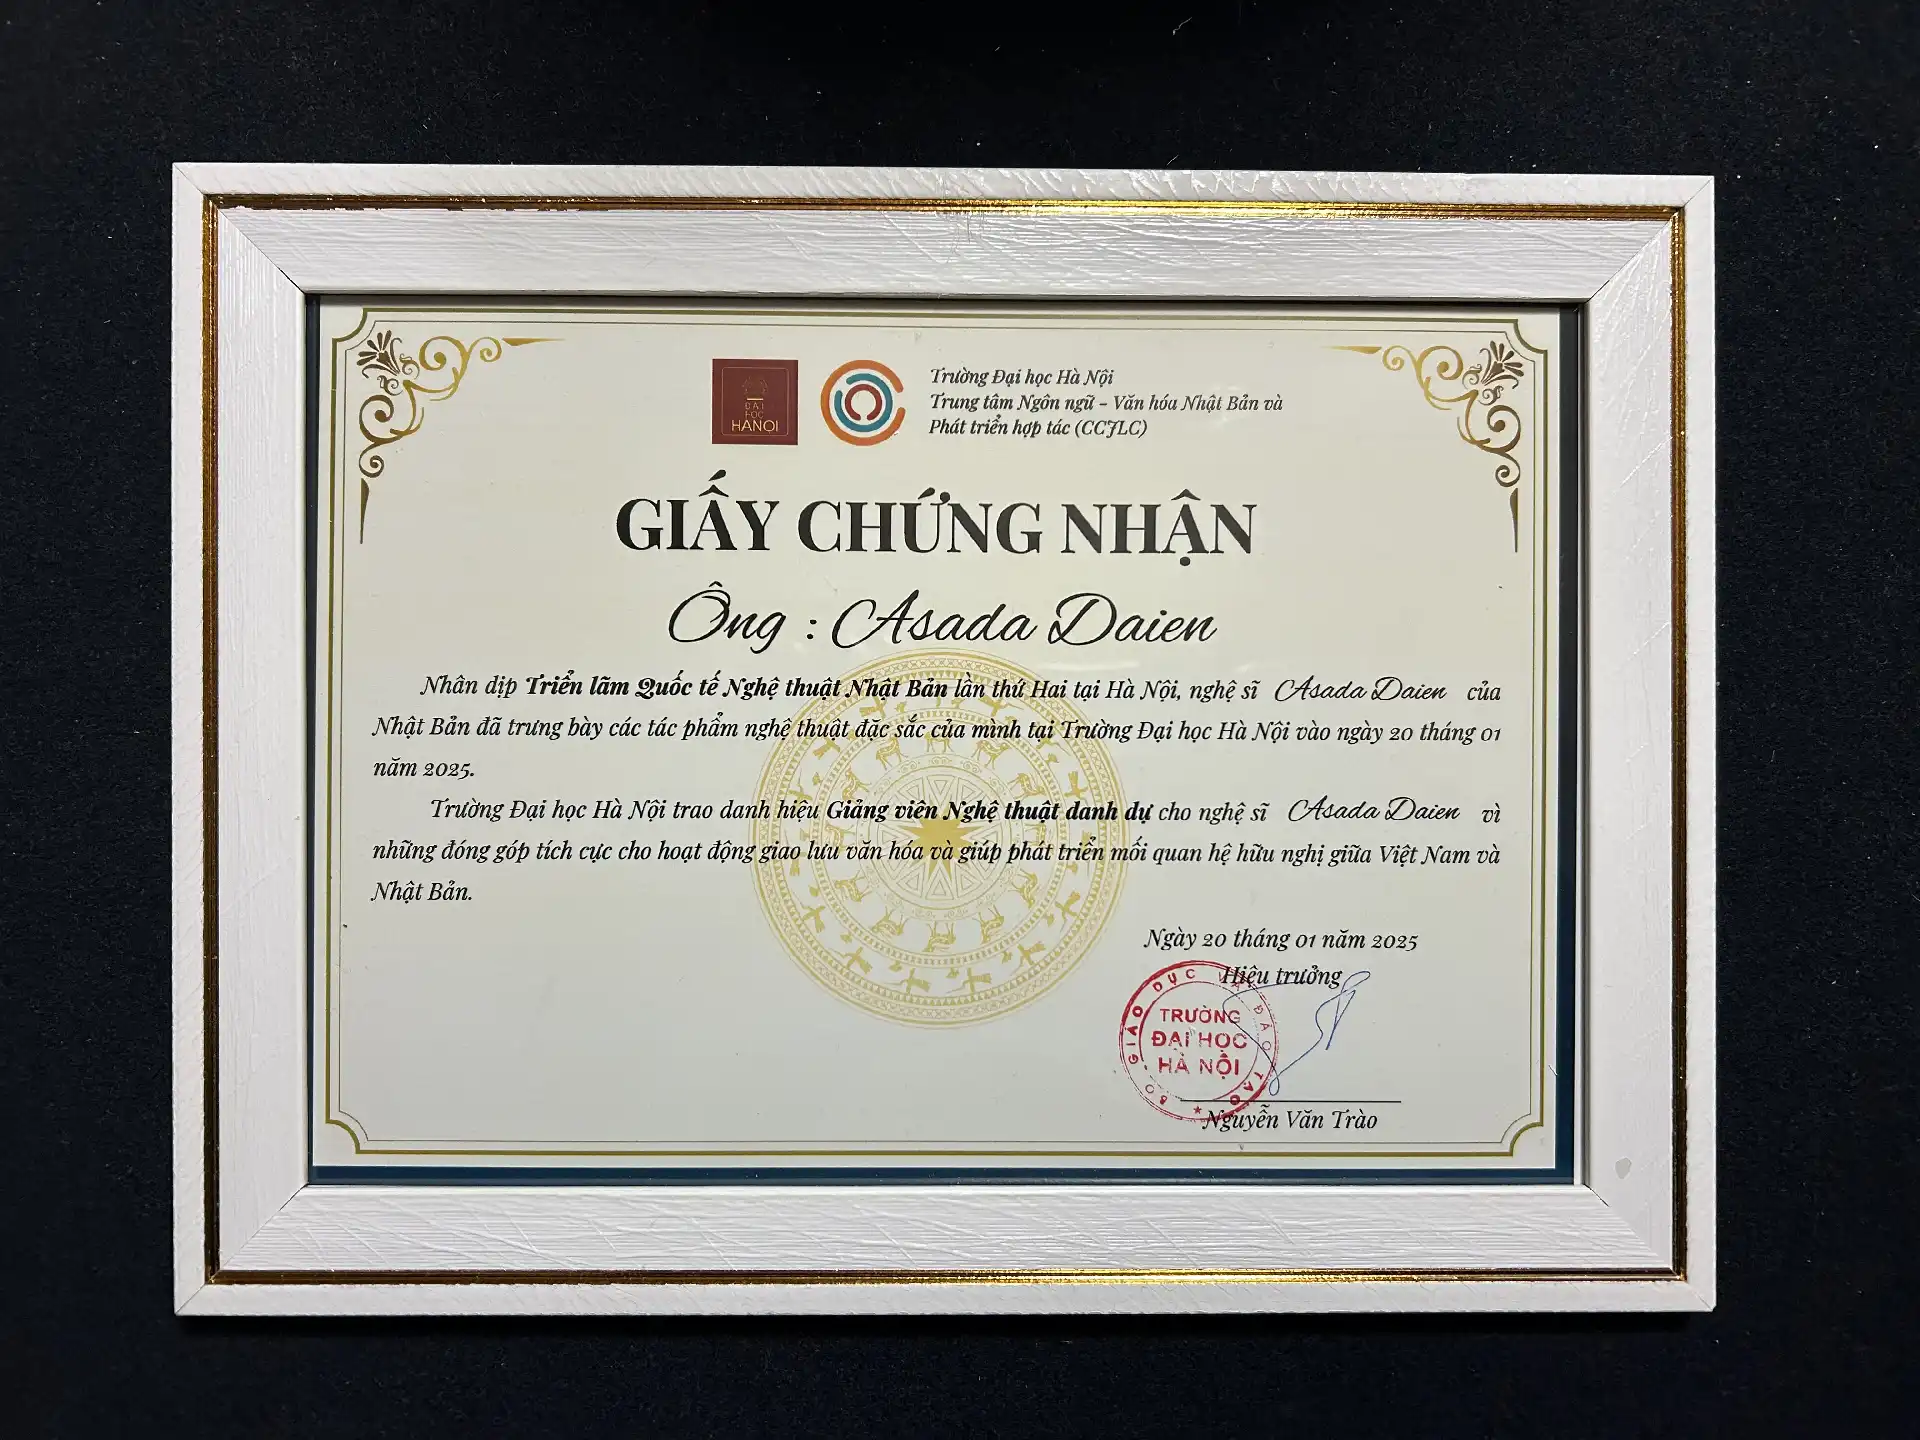 ĐẠI
HỌC
HANOI
Trường Đại học Hà Nội
Trung tâm Ngôn ngữ – Văn hóa Nhật Bản và
Phát triển hợp tác (CCJLC)
GIẤY CHỨNG NHẬN
Ông : Asada Daien
Nhân dịp Triển lãm Quốc tế Nghệ thuật Nhật Bản lần thứ Hai tại Hà Nội, nghệ sĩ Asada Daien của
Nhật Bản đã trưng bày các tác phẩm nghệ thuật đặc sắc của mình tại Trường Đại học Hà Nội vào ngày 20 tháng 01
năm 2025.
Trường Đại học Hà Nội trao danh hiệu Giảng viên Nghệ thuật danh dự cho nghệ sĩ Asada Daien vì
những đóng góp tích cực cho hoạt động giao lưu văn hóa và giúp phát triển mối quan hệ hữu nghị giữa Việt Nam và
Nhật Bản.
Ngày 20 tháng 01 năm 2025
Hiệu trưởng
BỘ GIÁO DỤC VÀ ĐÀO TẠO
TRƯỜNG
ĐẠI HỌC
HÀ NỘI
Nguyễn Văn Trào